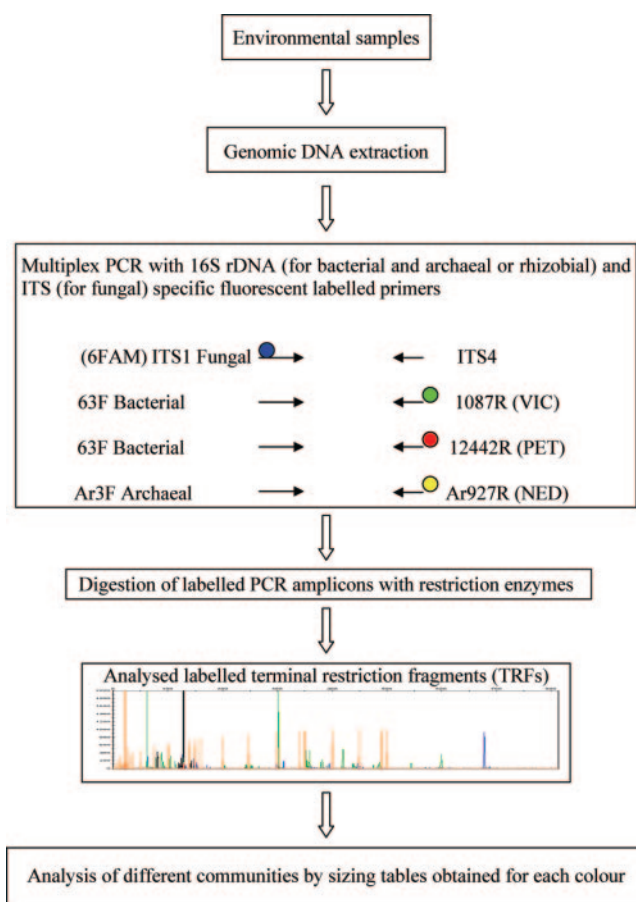 Environmental samples
Genomic DNA extraction
Multiplex PCR with 16S rDNA (for bacterial and archaeal or rhizobial) and
ITS (for fungal) specific fluorescent labelled primers
(6FAM) ITS1 Fungal ITS4
63F Bacterial 1087R (VIC)
63F Bacterial 12442R (PET)
Ar3F Archaeal Ar927R (NED)
Digestion of labelled PCR amplicons with restriction enzymes
Analysed labelled terminal restriction fragments (TRFs)
Analysis of different communities by sizing tables obtained for each colour